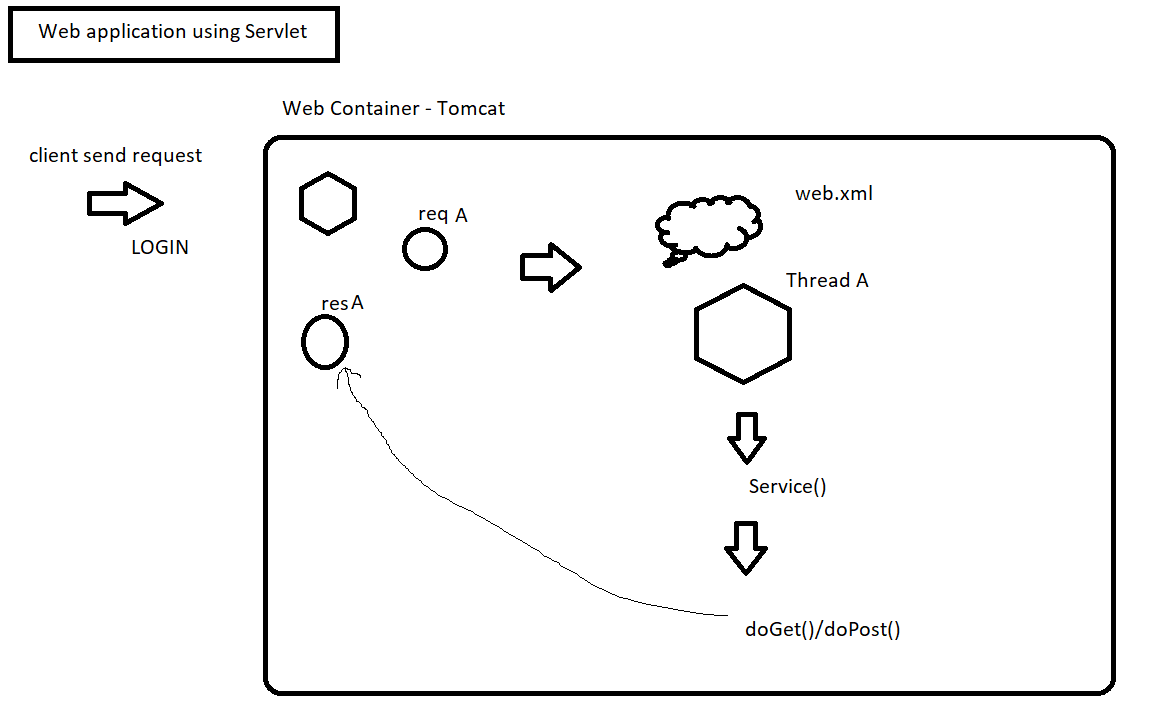 Web application using Servlet
Web Container - Tomcat
client send request
LOGIN
req A
res A
web.xml
Thread A
Service()
doGet()/doPost()